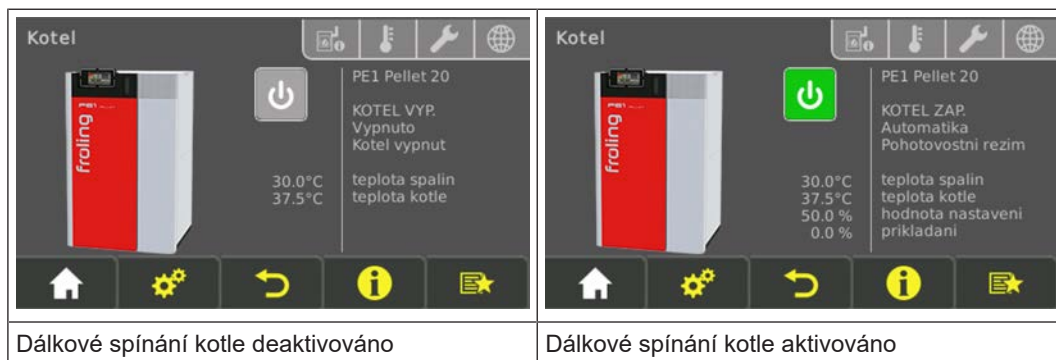 Kotel
PE1 Pellet 20
KOTEL VYP.
Vypnuto
Kotel vypnut
30.0°C teplota spalin
37.5°C teplota kotle
froling
Kotel
PE1 Pellet 20
KOTEL ZAP.
Automatika
Pohotovostni rezim
30.0°C teplota spalin
37.5°C teplota kotle
50.0 % hodnota nastaveni
0.0 % prikladani
froling
Dálkové spínání kotle deaktivováno
Dálkové spínání kotle aktivováno